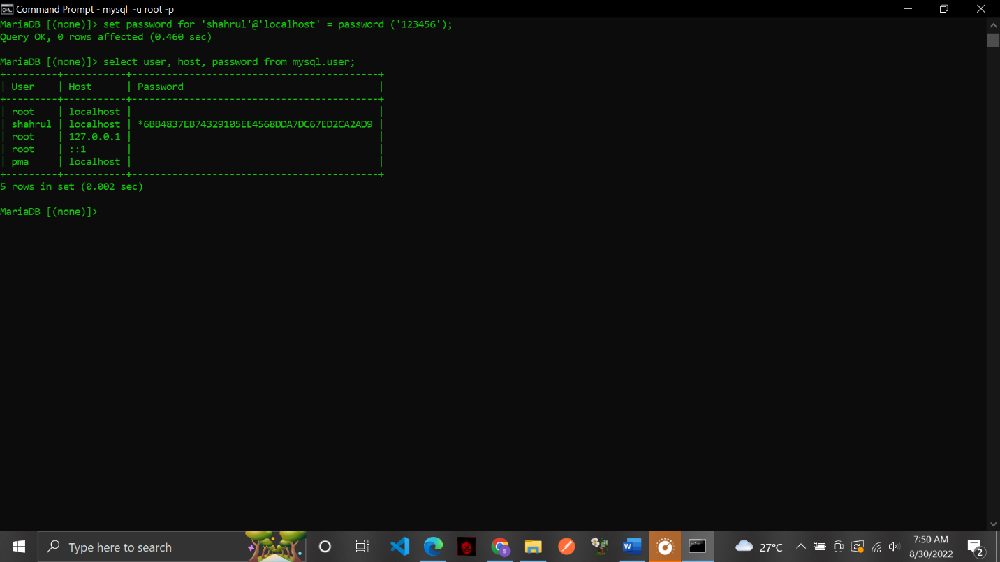 Command Prompt - mysql  -u root -p
MariaDB [(none)]> set password for 'shahrul'@'localhost' = password ('123456');
Query OK, 0 rows affected (0.460 sec)
MariaDB [(none)]> select user, host, password from mysql.user;
+---------+-----------+-------------------------------------------+
| User    | Host      | Password                                  |
+---------+-----------+-------------------------------------------+
| root    | localhost |                                           |
| shahrul | localhost | *6BB4837EB74329105EE4568DDA7DC67ED2CA2AD9 |
| root    | 127.0.0.1 |                                           |
| root    | ::1       |                                           |
| pma     | localhost |                                           |
+---------+-----------+-------------------------------------------+
5 rows in set (0.002 sec)
MariaDB [(none)]>
Type here to search
27°C
7:50 AM
8/30/2022
2